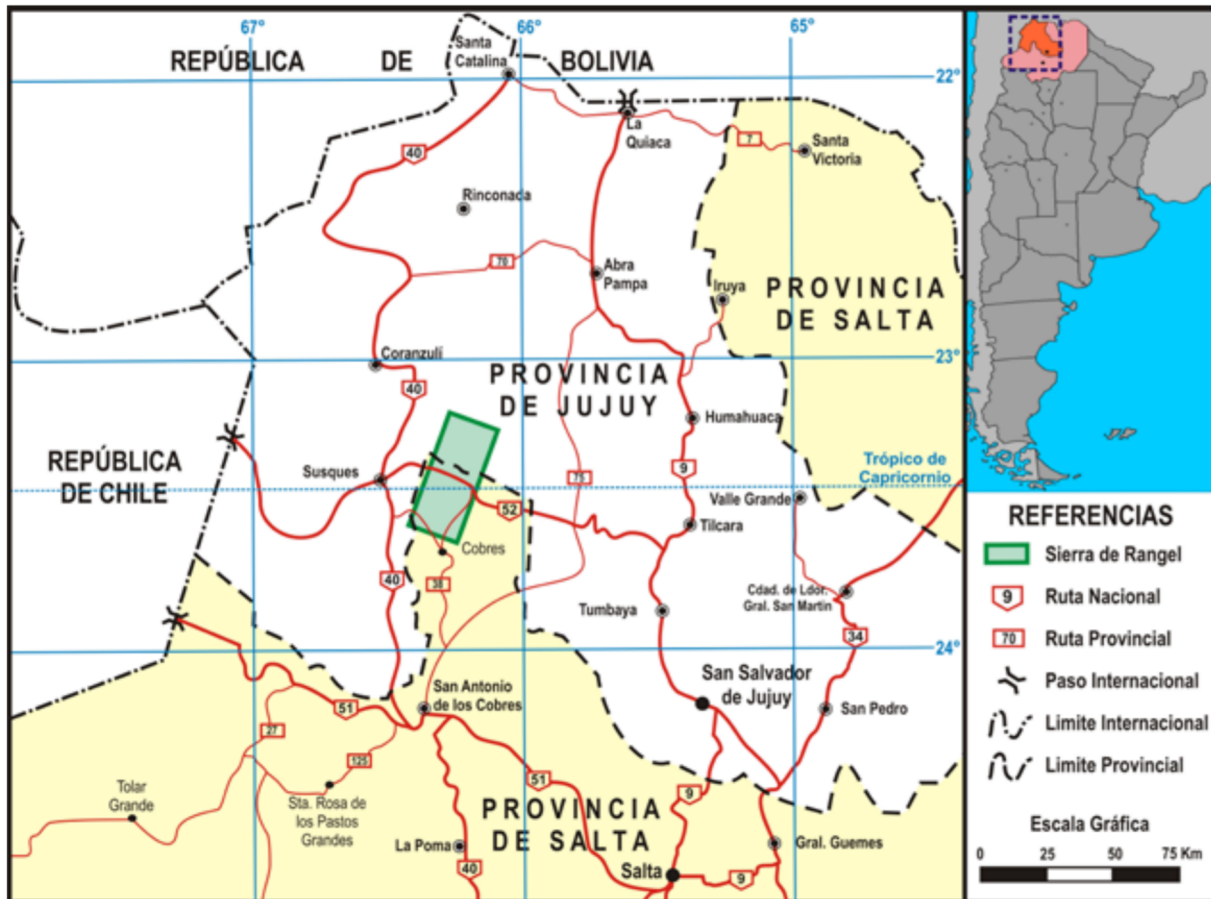 67°
66°
65°
REPÚBLICA DE BOLIVIA
Santa
Catalina
22°
La
Quiaca
7
Santa
Victoria
40
Rinconada
70
Abra
Pampa
Iruya
PROVINCIA
DE SALTA
23°
Coranzulí
40
PROVINCIA
DE JUJUY
Humahuaca
REPÚBLICA
DE CHILE
Susques
75
9
Trópico de
Capricornio
Valle Grande
52
Tilcara
Cobres
40
38
Tumbaya
Cdad. de Ldor.
Gral. San Martin
34
24°
San Antonio
de los Cobres
San Salvador
de Jujuy
San Pedro
51
27
125
Tolar
Grande
Sta. Rosa de
los Pastos
Grandes
51
9
PROVINCIA
DE SALTA
La Poma
Gral. Guemes
40
Salta
9
REFERENCIAS
Sierra de Rangel
9 Ruta Nacional
70 Ruta Provincial
Paso Internacional
Limite Internacional
Limite Provincial
Escala Gráfica
0 25 50 75 Km